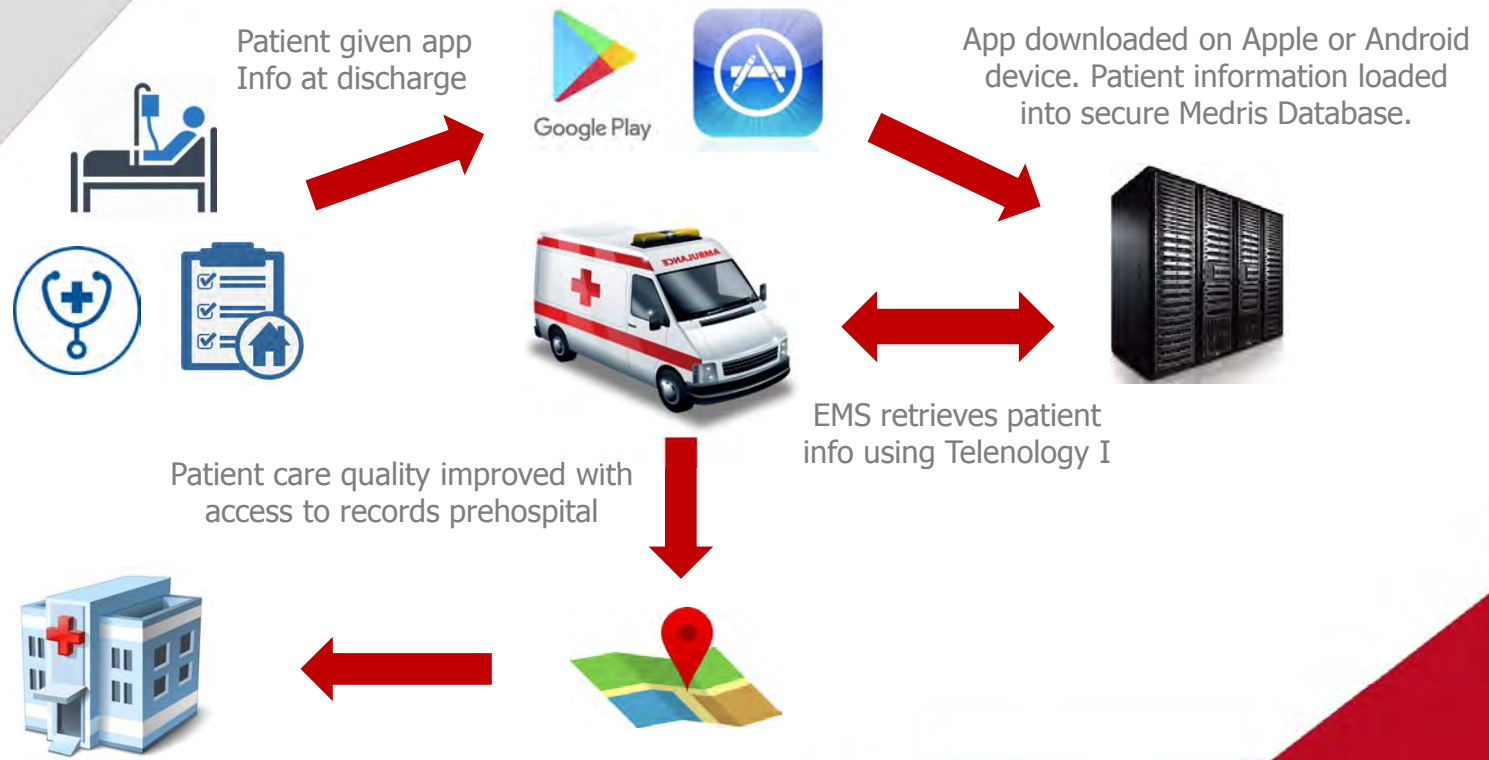 Patient given app
Info at discharge
Google Play
App downloaded on Apple or Android
device. Patient information loaded
into secure Medris Database.
AMBULANCE
EMS retrieves patient
info using Telenology I
Patient care quality improved with
access to records prehospital